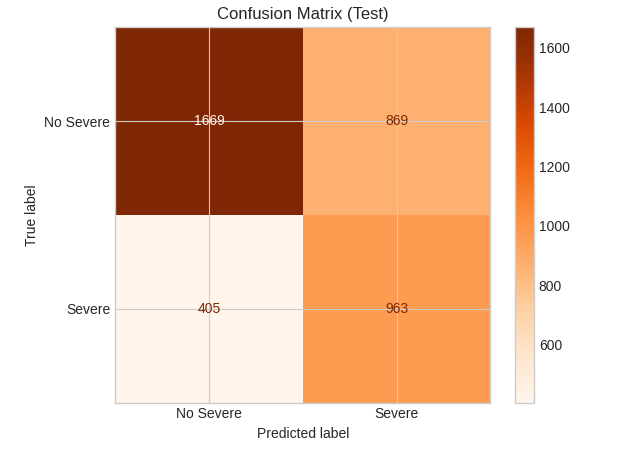 Confusion Matrix (Test)
1600
1400
1200
1000
800
600
True label
No Severe
1669
869
Severe
405
963
No Severe
Severe
Predicted label